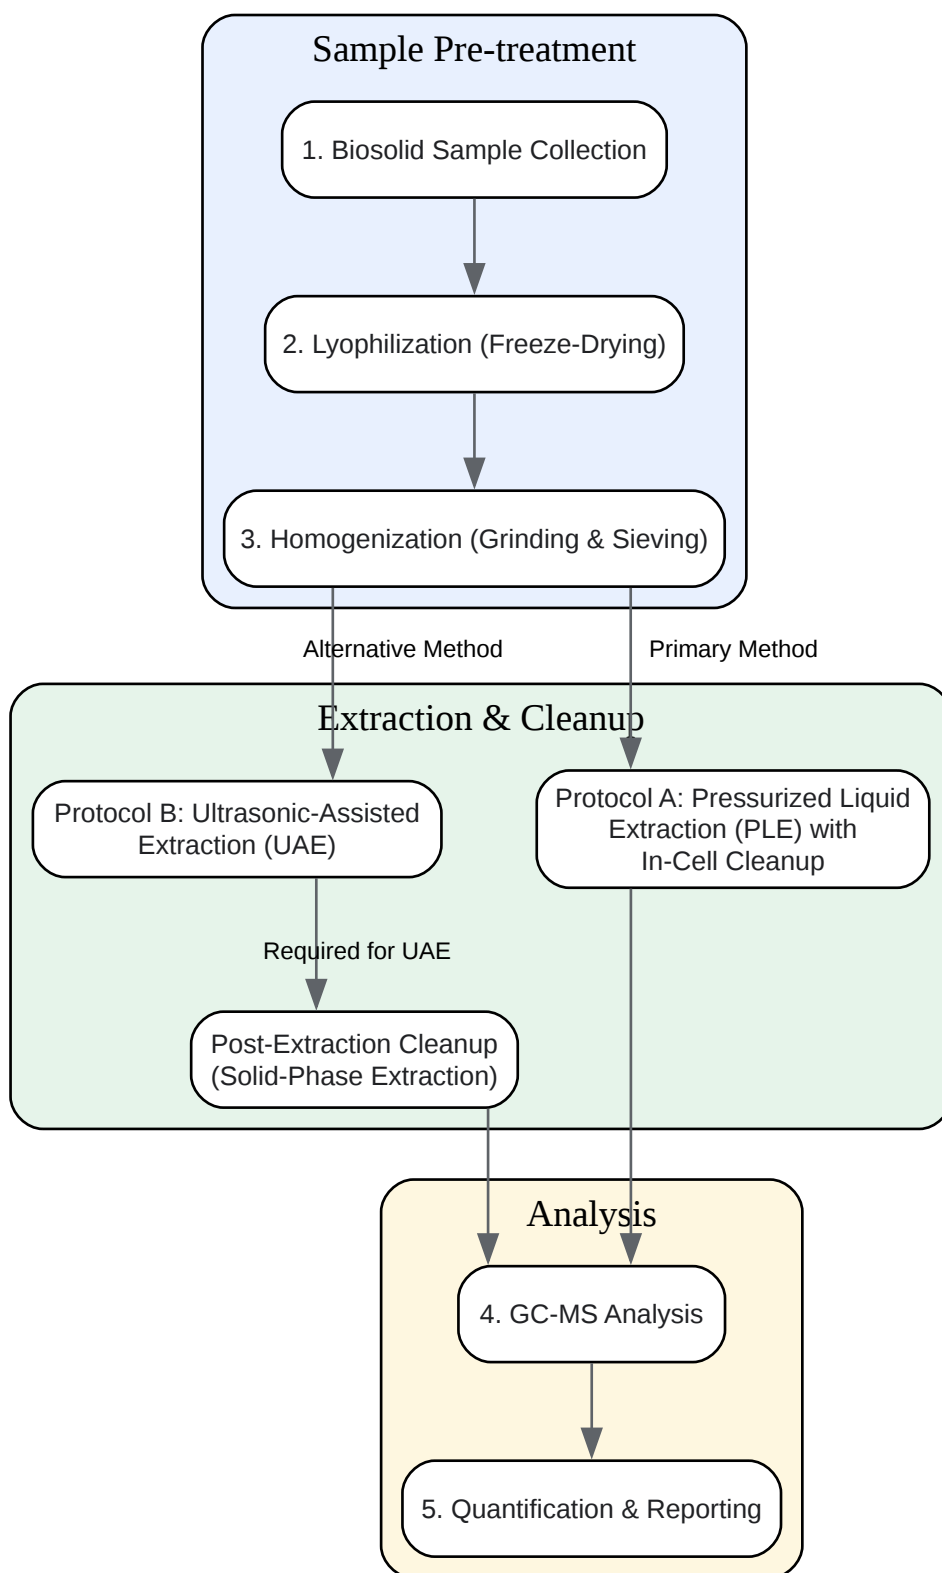 Sample Pre-treatment
1. Biosolid Sample Collection
2. Lyophilization (Freeze-Drying)
3. Homogenization (Grinding & Sieving)
Alternative Method
Primary Method
Extraction & Cleanup
Protocol B: Ultrasonic-Assisted
Extraction (UAE)
Protocol A: Pressurized Liquid
Extraction (PLE) with
In-Cell Cleanup
Required for UAE
Post-Extraction Cleanup
(Solid-Phase Extraction)
Analysis
4. GC-MS Analysis
5. Quantification & Reporting